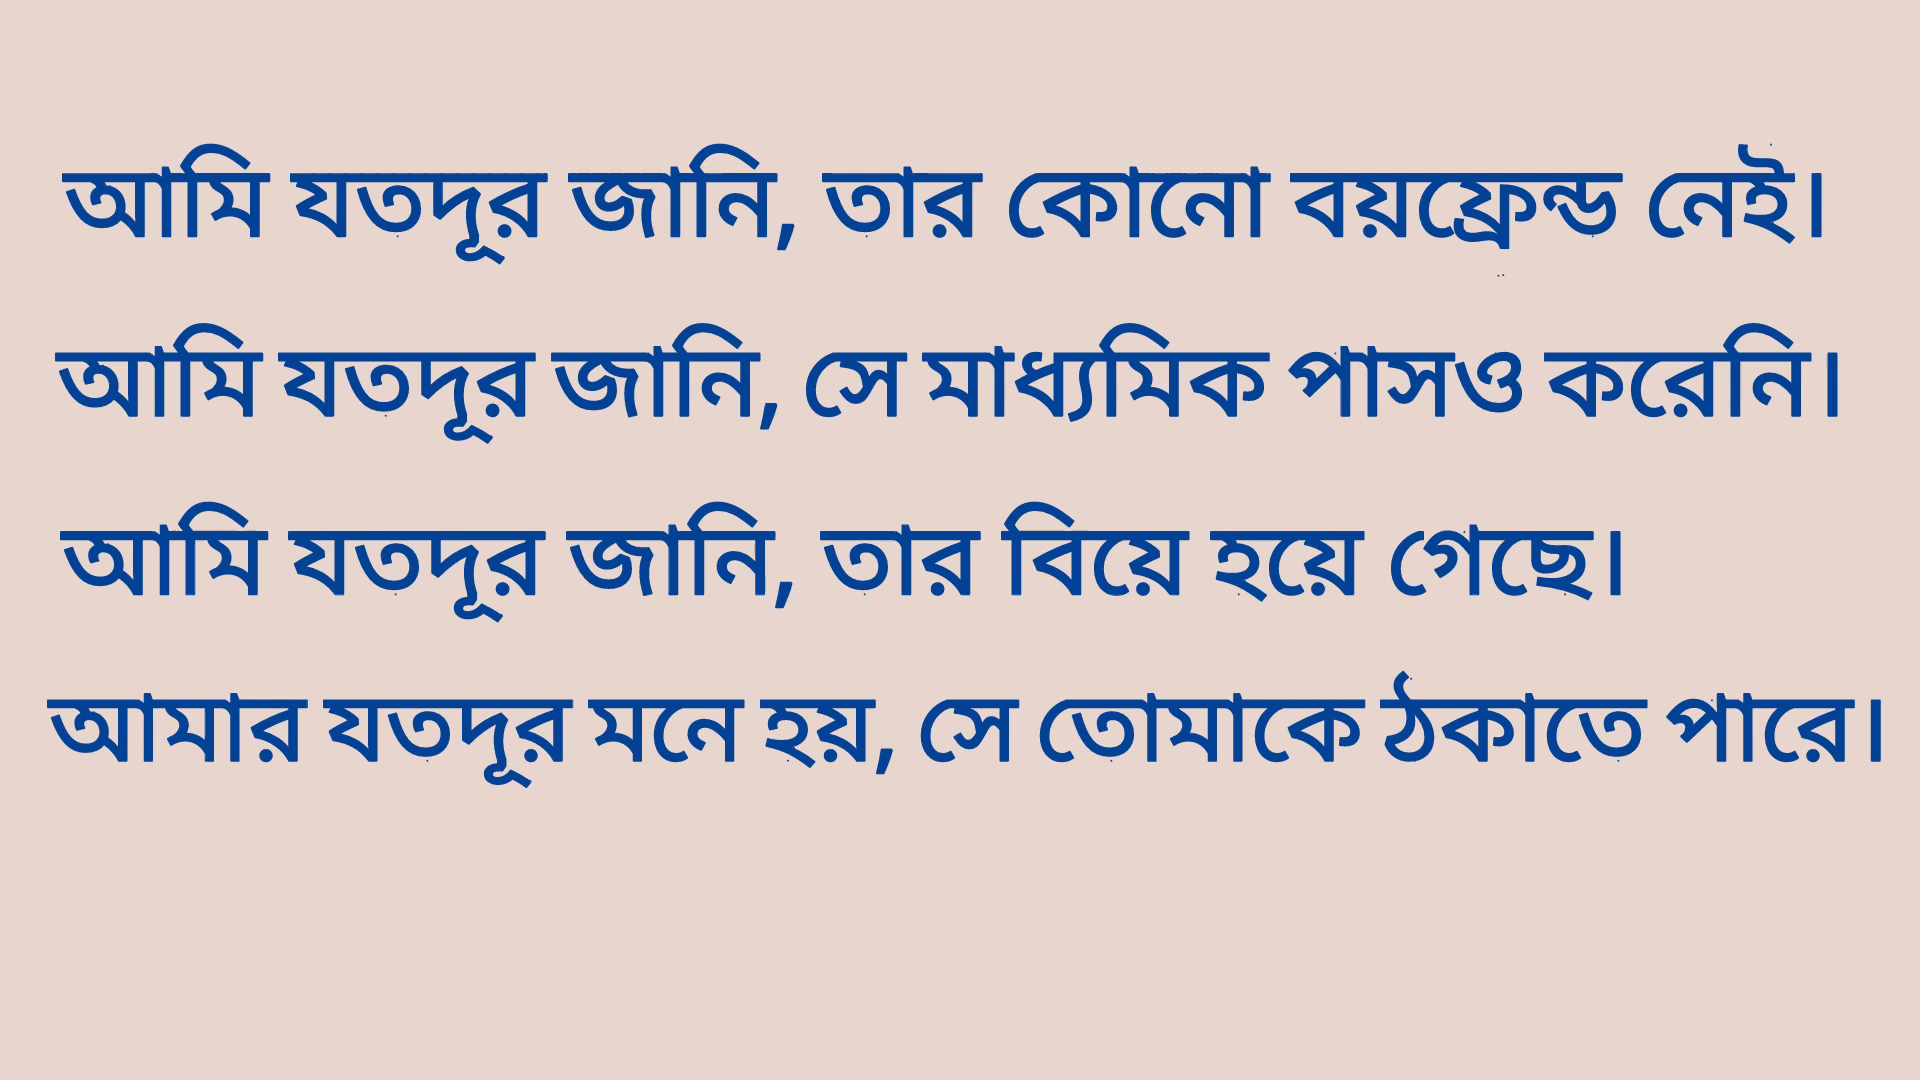 আমি যতদূর জানি, তার কোনো বয়ফ্রেন্ড নেই।
আমি যতদূর জানি, সে মাধ্যমিক পাসও করেনি।
আমি যতদূর জানি, তার বিয়ে হয়ে গেছে।
আমার যতদূর মনে হয়, সে তোমাকে ঠকাতে পারে।